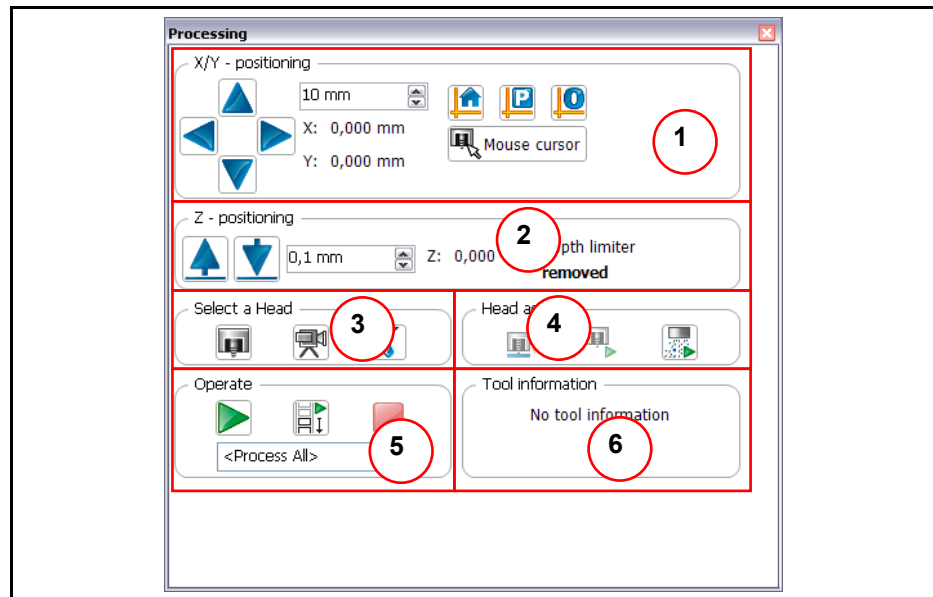 Processing
X/Y - positioning
10 mm
X: 0,000 mm
Y: 0,000 mm
P
0
Mouse cursor
1
Z - positioning
0,1 mm
Z: 0,000
2
limiter
removed
Select a Head
3
Head
4
Operate
<Process All>
5
Tool information
No tool information
6